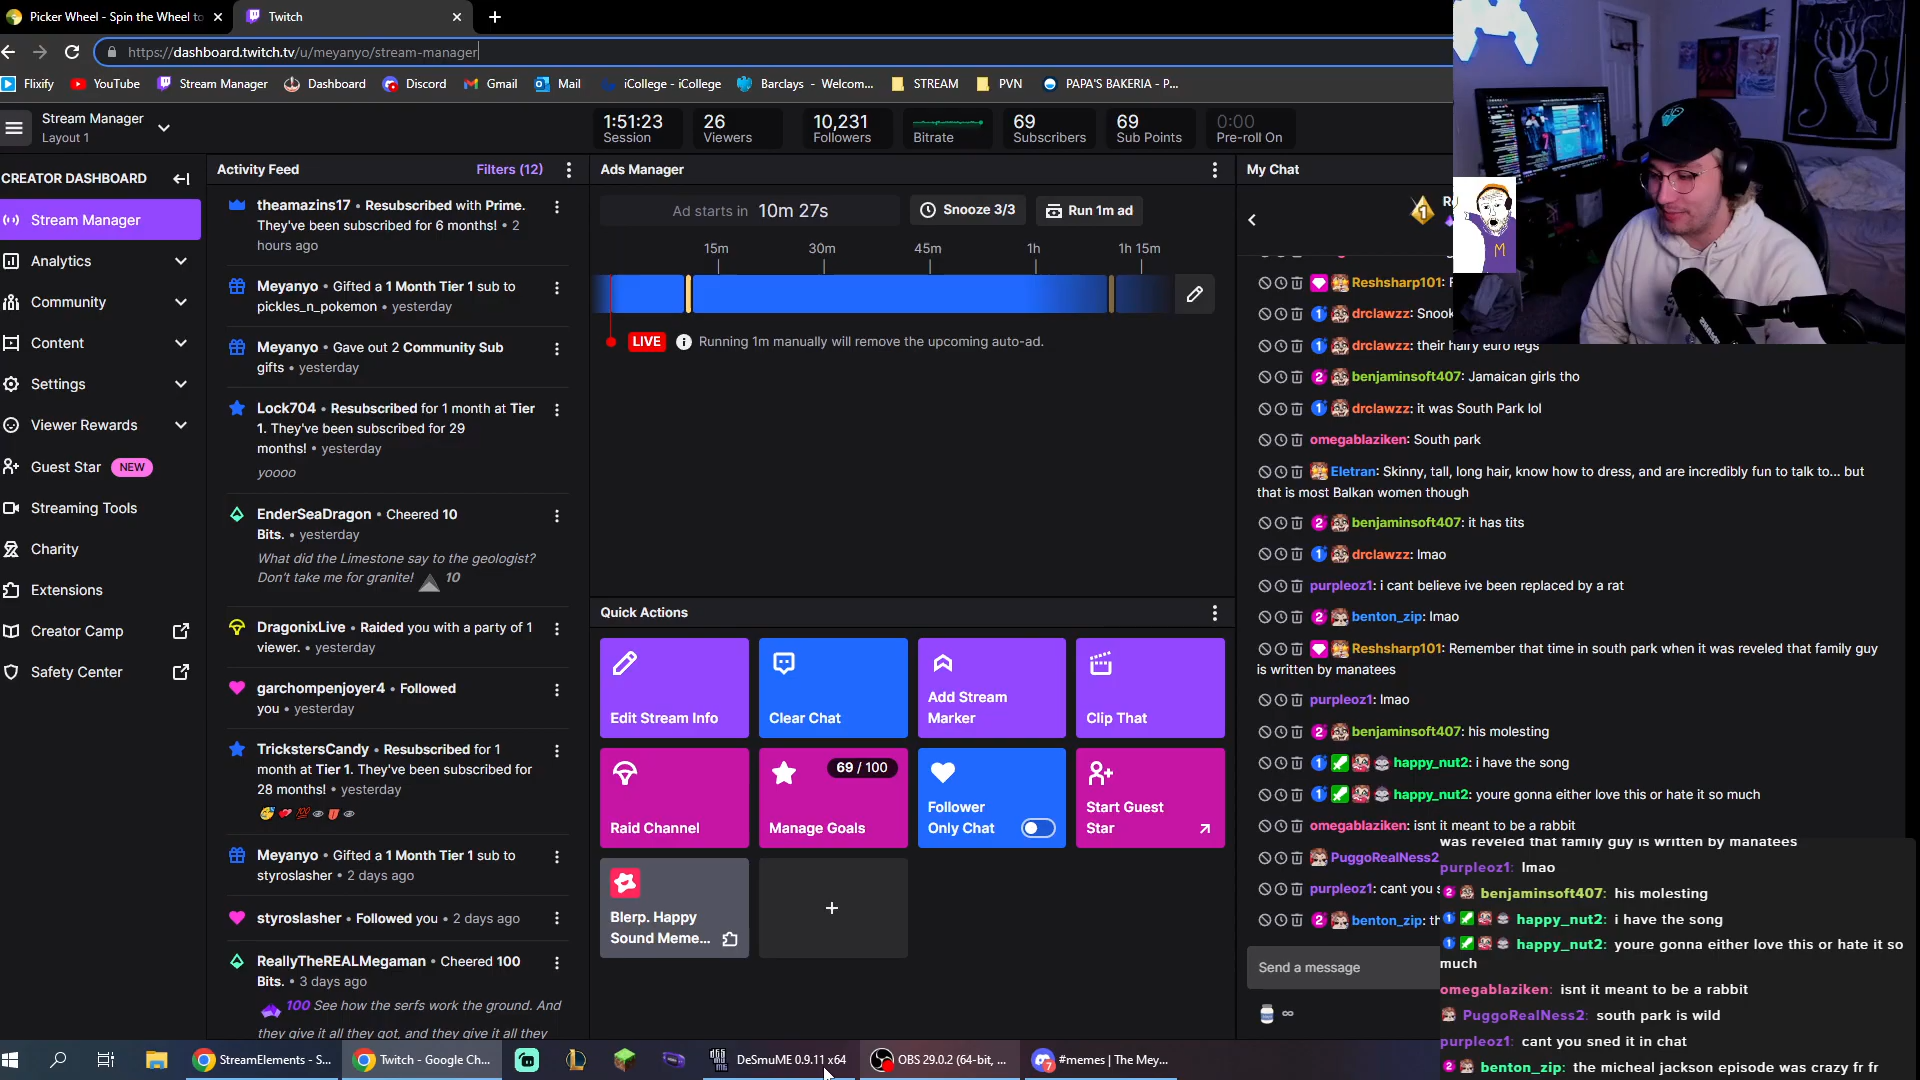 Picker Wheel - Spin the Wheel to
Twitch
https://dashboard.twitch.tv/u/meyanyo/stream-manager
Flixify
YouTube
Stream Manager
Dashboard
Discord
Gmail
Mail
iCollege - iCollege
Barclays - Welcom...
STREAM
PVN
PAPA'S BAKERIA - P...
Stream Manager
Layout 1
1:51:23
Session
26
Viewers
10,231
Followers
Bitrate
69
Subscribers
69
Sub Points
0:00
Pre-roll On
CREATOR DASHBOARD
Stream Manager
Analytics
Community
Content
Settings
Viewer Rewards
Guest Star NEW
Streaming Tools
Charity
Extensions
Creator Camp
Safety Center
Activity Feed
Filters (12)
theamazins17 • Resubscribed with Prime.
They've been subscribed for 6 months! • 2
hours ago
Meyanyo • Gifted a 1 Month Tier 1 sub to
pickles_n_pokemon • yesterday
Meyanyo • Gave out 2 Community Sub
gifts • yesterday
Lock704 • Resubscribed for 1 month at Tier
1. They've been subscribed for 29
months! • yesterday
yoooo
EnderSeaDragon • Cheered 10
Bits. • yesterday
What did the Limestone say to the geologist?
Don't take me for granite! 10
DragonixLive • Raided you with a party of 1
viewer. • yesterday
garchompenjoyer4 • Followed
you • yesterday
TrickstersCandy • Resubscribed for 1
month at Tier 1. They've been subscribed for
28 months! • yesterday
Meyanyo • Gifted a 1 Month Tier 1 sub to
styroslasher • 2 days ago
styroslasher • Followed you • 2 days ago
ReallyTheREALMegaman • Cheered 100
Bits. • 3 days ago
100 See how the serfs work the ground. And
they give it all they got, and they give it all they
Ads Manager
Ad starts in 10m 27s
Snooze 3/3
Run 1m ad
15m
30m
45m
1h
1h 15m
LIVE
Running 1m manually will remove the upcoming auto-ad.
Quick Actions
Edit Stream Info
Clear Chat
Add Stream
Marker
Clip That
Raid Channel
69 / 100
Manage Goals
Follower
Only Chat
Start Guest
Star
Blerp. Happy
Sound Meme...
+
My Chat
1
M
Reshsharp101:
drclawzz: Snook
drclawzz: their hairy euro legs
benjaminsoft407: Jamaican girls tho
drclawzz: it was South Park lol
omegablaziken: South park
Eletran: Skinny, tall, long hair, know how to dress, and are incredibly fun to talk to... but
that is most Balkan women though
benjaminsoft407: it has tits
drclawzz: lmao
purpleoz1: i cant believe ive been replaced by a rat
benton_zip: lmao
Reshsharp101: Remember that time in south park when it was revealed that family guy
is written by manatees
purpleoz1: lmao
benjaminsoft407: his molesting
happy_nut2: i have the song
happy_nut2: youre gonna either love this or hate it so much
omegablaziken: isnt it meant to be a rabbit
PuggoRealNess2
purpleoz1: cant you s
benton_zip: th
Send a message
was reveled that family guy is written by manatees
purpleoz1: lmao
benjaminsoft407: his molesting
happy_nut2: i have the song
happy_nut2: youre gonna either love this or hate it so
much
omegablaziken: isnt it meant to be a rabbit
PuggoRealNess2: south park is wild
purpleoz1: cant you sned it in chat
benton_zip: the micheal jackson episode was crazy fr fr
StreamElements - S...
Twitch - Google Ch...
DeSmuME 0.9.11 x64
OBS 29.0.2 (64-bit, ...
#memes | The Mey...